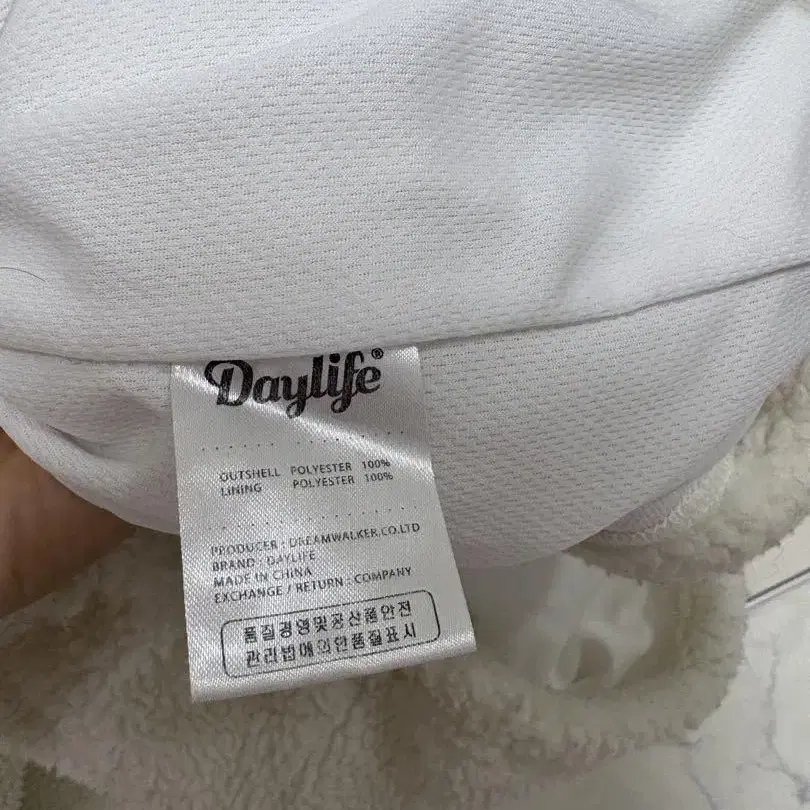 Daylife®
OUTSHELL POLYESTER 100%
LINING POLYESTER 100%
PRODUCER : DREAMWALKER.CO.LTD
BRAND : DAYLIFE
MADE IN CHINA
EXCHANGE / RETURN : COMPANY
품질경영및공산품안전
관리법에의한품질표시